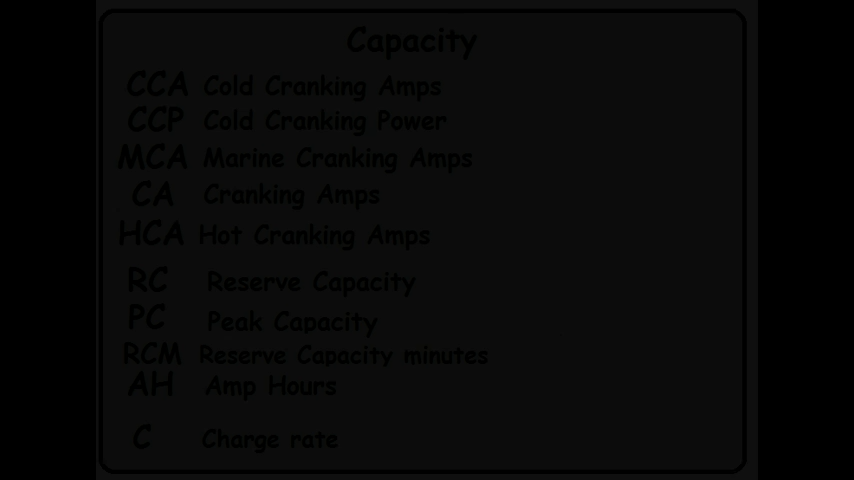 Capacity
CCA Cold Cranking Amps
CCP Cold Cranking Power
MCA Marine Cranking Amps
CA Cranking Amps
HCA Hot Cranking Amps
RC Reserve Capacity
PC Peak Capacity
RCM Reserve Capacity minutes
AH Amp Hours
C Charge rate